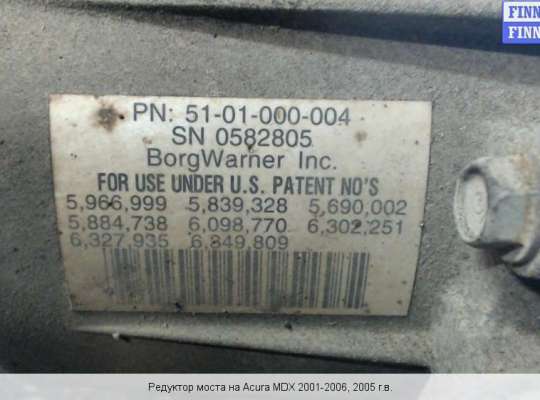 FINN
FINN
PN: 51-01-000-004
SN 0582805
BorgWarner Inc.
FOR USE UNDER U.S. PATENT NO'S
5,966,999 5,839,328 5,690,002
5,884,738 6,098,770 6,302,251
6,327,935 6,849,809
Редуктор моста на Acura MDX 2001-2006, 2005 г.в.